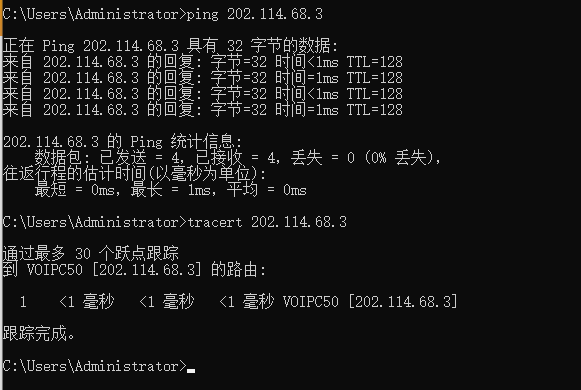 C:\Users\Administrator>ping 202.114.68.3
正在 Ping 202.114.68.3 具有 32 字节的数据:
来自 202.114.68.3 的回复: 字节=32 时间<1ms TTL=128
来自 202.114.68.3 的回复: 字节=32 时间=1ms TTL=128
来自 202.114.68.3 的回复: 字节=32 时间<1ms TTL=128
来自 202.114.68.3 的回复: 字节=32 时间=1ms TTL=128
202.114.68.3 的 Ping 统计信息:
数据包: 已发送 = 4, 已接收 = 4, 丢失 = 0 (0% 丢失),
往返行程的估计时间(以毫秒为单位):
最短 = 0ms, 最长 = 1ms, 平均 = 0ms
C:\Users\Administrator>tracert 202.114.68.3
通过最多 30 个跃点跟踪
到 VOIPC50 [202.114.68.3] 的路由:
1 <1 毫秒 <1 毫秒 <1 毫秒 VOIPC50 [202.114.68.3]
跟踪完成。
C:\Users\Administrator>